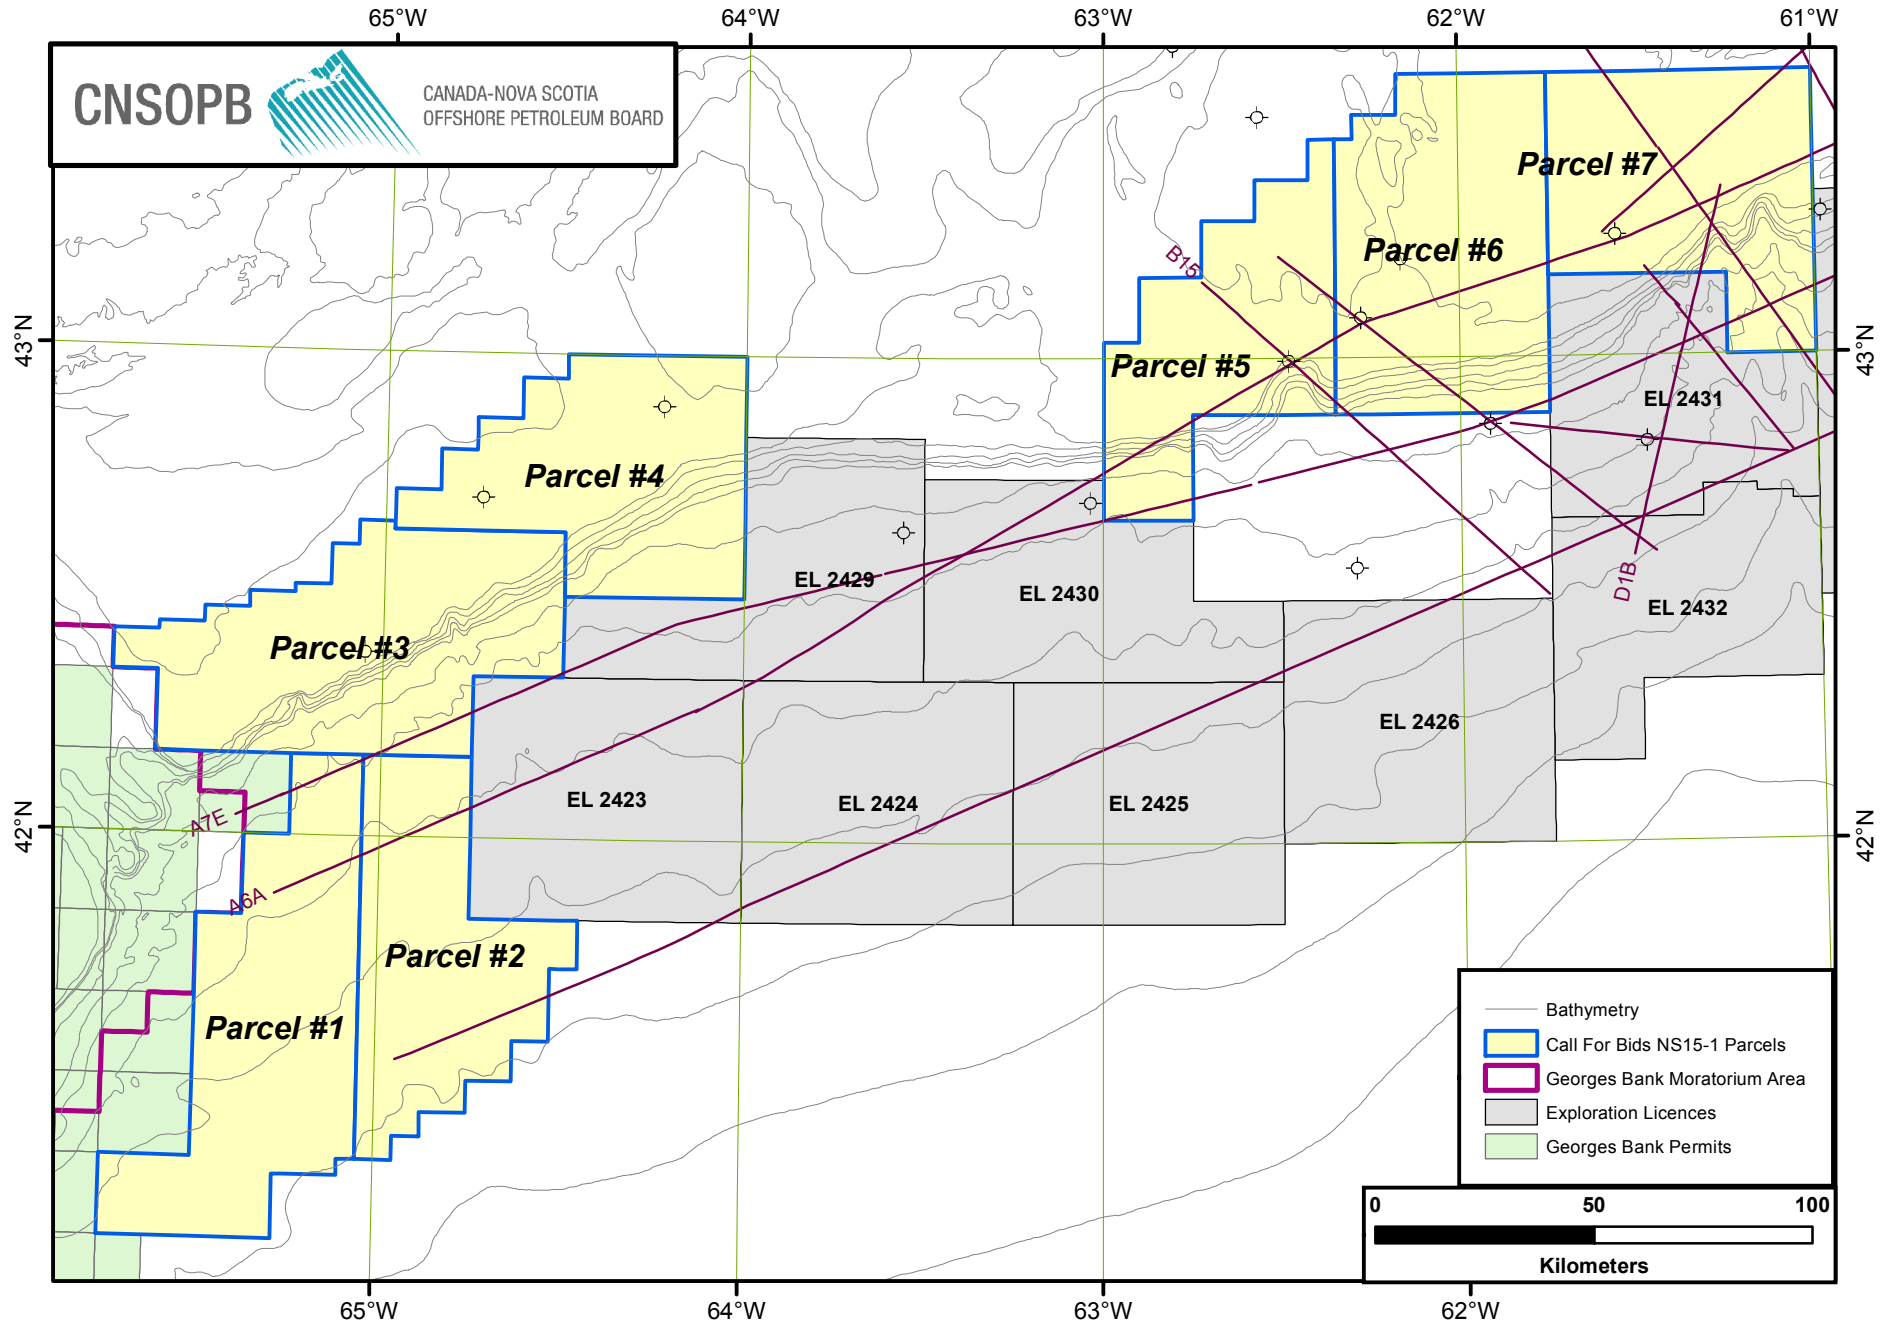 65°W
64°W
63°W
62°W
61°W
CNSOPB
CANADA-NOVA SCOTIA
OFFSHORE PETROLEUM BOARD
Parcel #7
Parcel #6
B15
43°N
43°N
Parcel #5
EL 2431
Parcel #4
EL 2429
EL 2430
D1B
EL 2432
Parcel #3
EL 2426
EL 2423
EL 2424
EL 2425
A7E
42°N
42°N
A6A
Parcel #2
Parcel #1
Bathymetry
Call For Bids NS15-1 Parcels
Georges Bank Moratorium Area
Exploration Licences
Georges Bank Permits
0 50 100
Kilometers
65°W
64°W
63°W
62°W